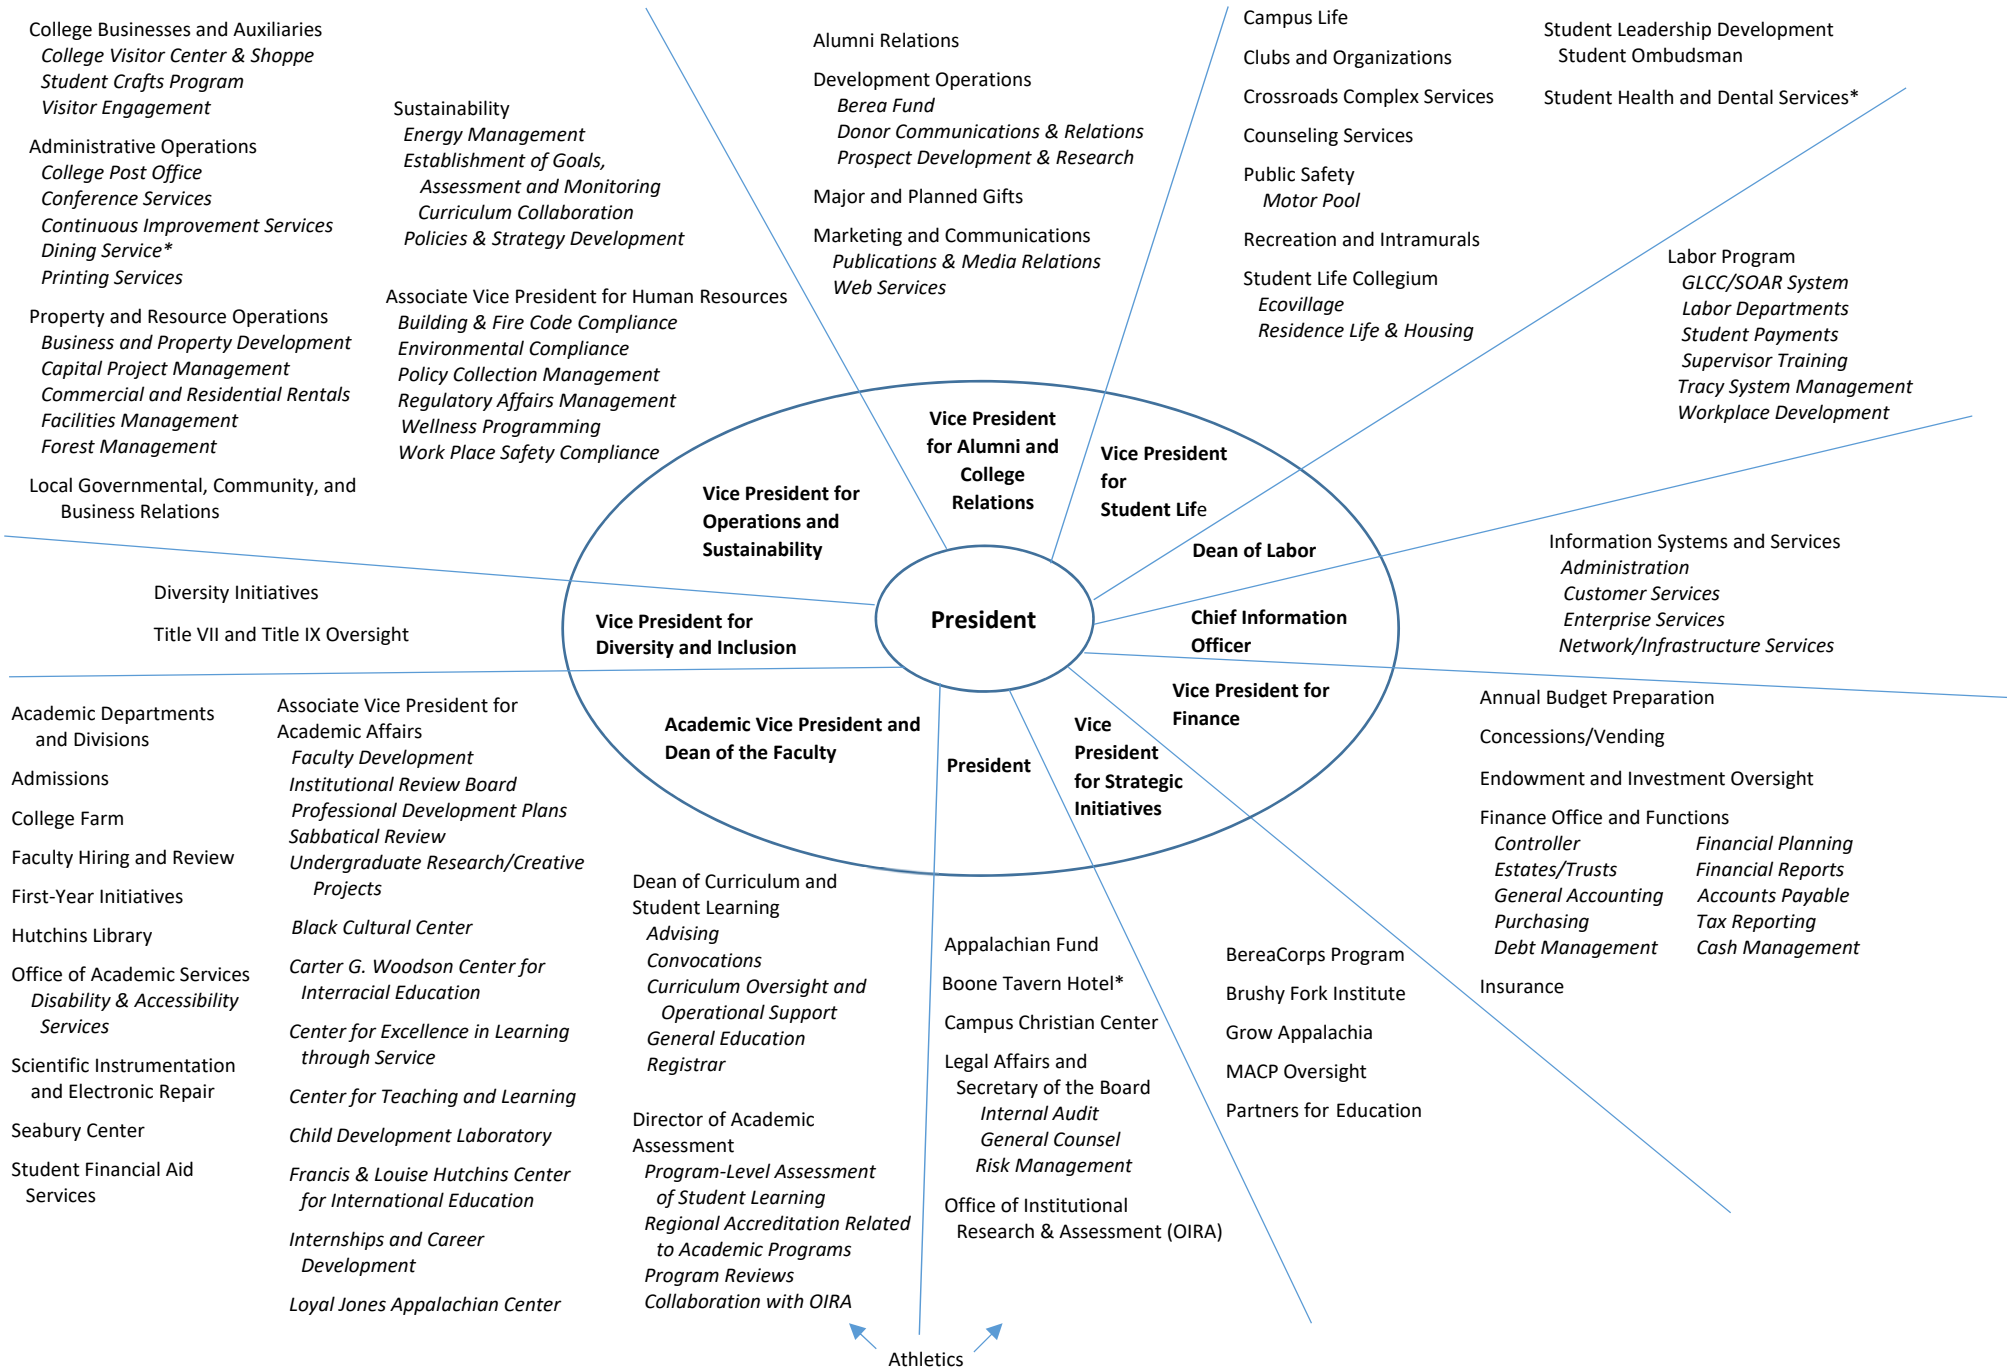 College Businesses and Auxiliaries
College Visitor Center & Shoppe
Student Crafts Program
Visitor Engagement
Administrative Operations
College Post Office
Conference Services
Continuous Improvement Services
Dining Service*
Printing Services
Property and Resource Operations
Business and Property Development
Capital Project Management
Commercial and Residential Rentals
Facilities Management
Forest Management
Local Governmental, Community, and
Business Relations
Sustainability
Energy Management
Establishment of Goals,
Assessment and Monitoring
Curriculum Collaboration
Policies & Strategy Development
Associate Vice President for Human Resources
Building & Fire Code Compliance
Environmental Compliance
Policy Collection Management
Regulatory Affairs Management
Wellness Programming
Work Place Safety Compliance
Alumni Relations
Development Operations
Berea Fund
Donor Communications & Relations
Prospect Development & Research
Major and Planned Gifts
Marketing and Communications
Publications & Media Relations
Web Services
Campus Life
Clubs and Organizations
Crossroads Complex Services
Counseling Services
Public Safety
Motor Pool
Recreation and Intramurals
Student Life Collegium
Ecovillage
Residence Life & Housing
Student Leadership Development
Student Ombudsman
Student Health and Dental Services*
Labor Program
GLCC/SOAR System
Labor Departments
Student Payments
Supervisor Training
Tracy System Management
Workplace Development
Vice President for
Operations and
Sustainability
Vice President
for Alumni and
College
Relations
Vice President
for
Student Life
Dean of Labor
Information Systems and Services
Administration
Customer Services
Enterprise Services
Network/Infrastructure Services
Diversity Initiatives
Title VII and Title IX Oversight
Vice President for
Diversity and Inclusion
President
Chief Information
Officer
Academic Vice President and
Dean of the Faculty
President
Vice
President
for Strategic
Initiatives
Vice President for
Finance
Academic Departments
and Divisions
Admissions
College Farm
Faculty Hiring and Review
First-Year Initiatives
Hutchins Library
Office of Academic Services
Disability & Accessibility
Services
Scientific Instrumentation
and Electronic Repair
Seabury Center
Student Financial Aid
Services
Associate Vice President for
Academic Affairs
Faculty Development
Institutional Review Board
Professional Development Plans
Sabbatical Review
Undergraduate Research/Creative
Projects
Black Cultural Center
Carter G. Woodson Center for
Interracial Education
Center for Excellence in Learning
through Service
Center for Teaching and Learning
Child Development Laboratory
Francis & Louise Hutchins Center
for International Education
Internships and Career
Development
Loyal Jones Appalachian Center
Dean of Curriculum and
Student Learning
Advising
Convocations
Curriculum Oversight and
Operational Support
General Education
Registrar
Director of Academic
Assessment
Program-Level Assessment
of Student Learning
Regional Accreditation Related
to Academic Programs
Program Reviews
Collaboration with OIRA
Appalachian Fund
Boone Tavern Hotel*
Campus Christian Center
Legal Affairs and
Secretary of the Board
Internal Audit
General Counsel
Risk Management
Office of Institutional
Research & Assessment (OIRA)
BereaCorps Program
Brushy Fork Institute
Grow Appalachia
MACP Oversight
Partners for Education
Annual Budget Preparation
Concessions/Vending
Endowment and Investment Oversight
Finance Office and Functions
Controller Financial Planning
Estates/Trusts Financial Reports
General Accounting Accounts Payable
Purchasing Tax Reporting
Debt Management Cash Management
Insurance
Athletics